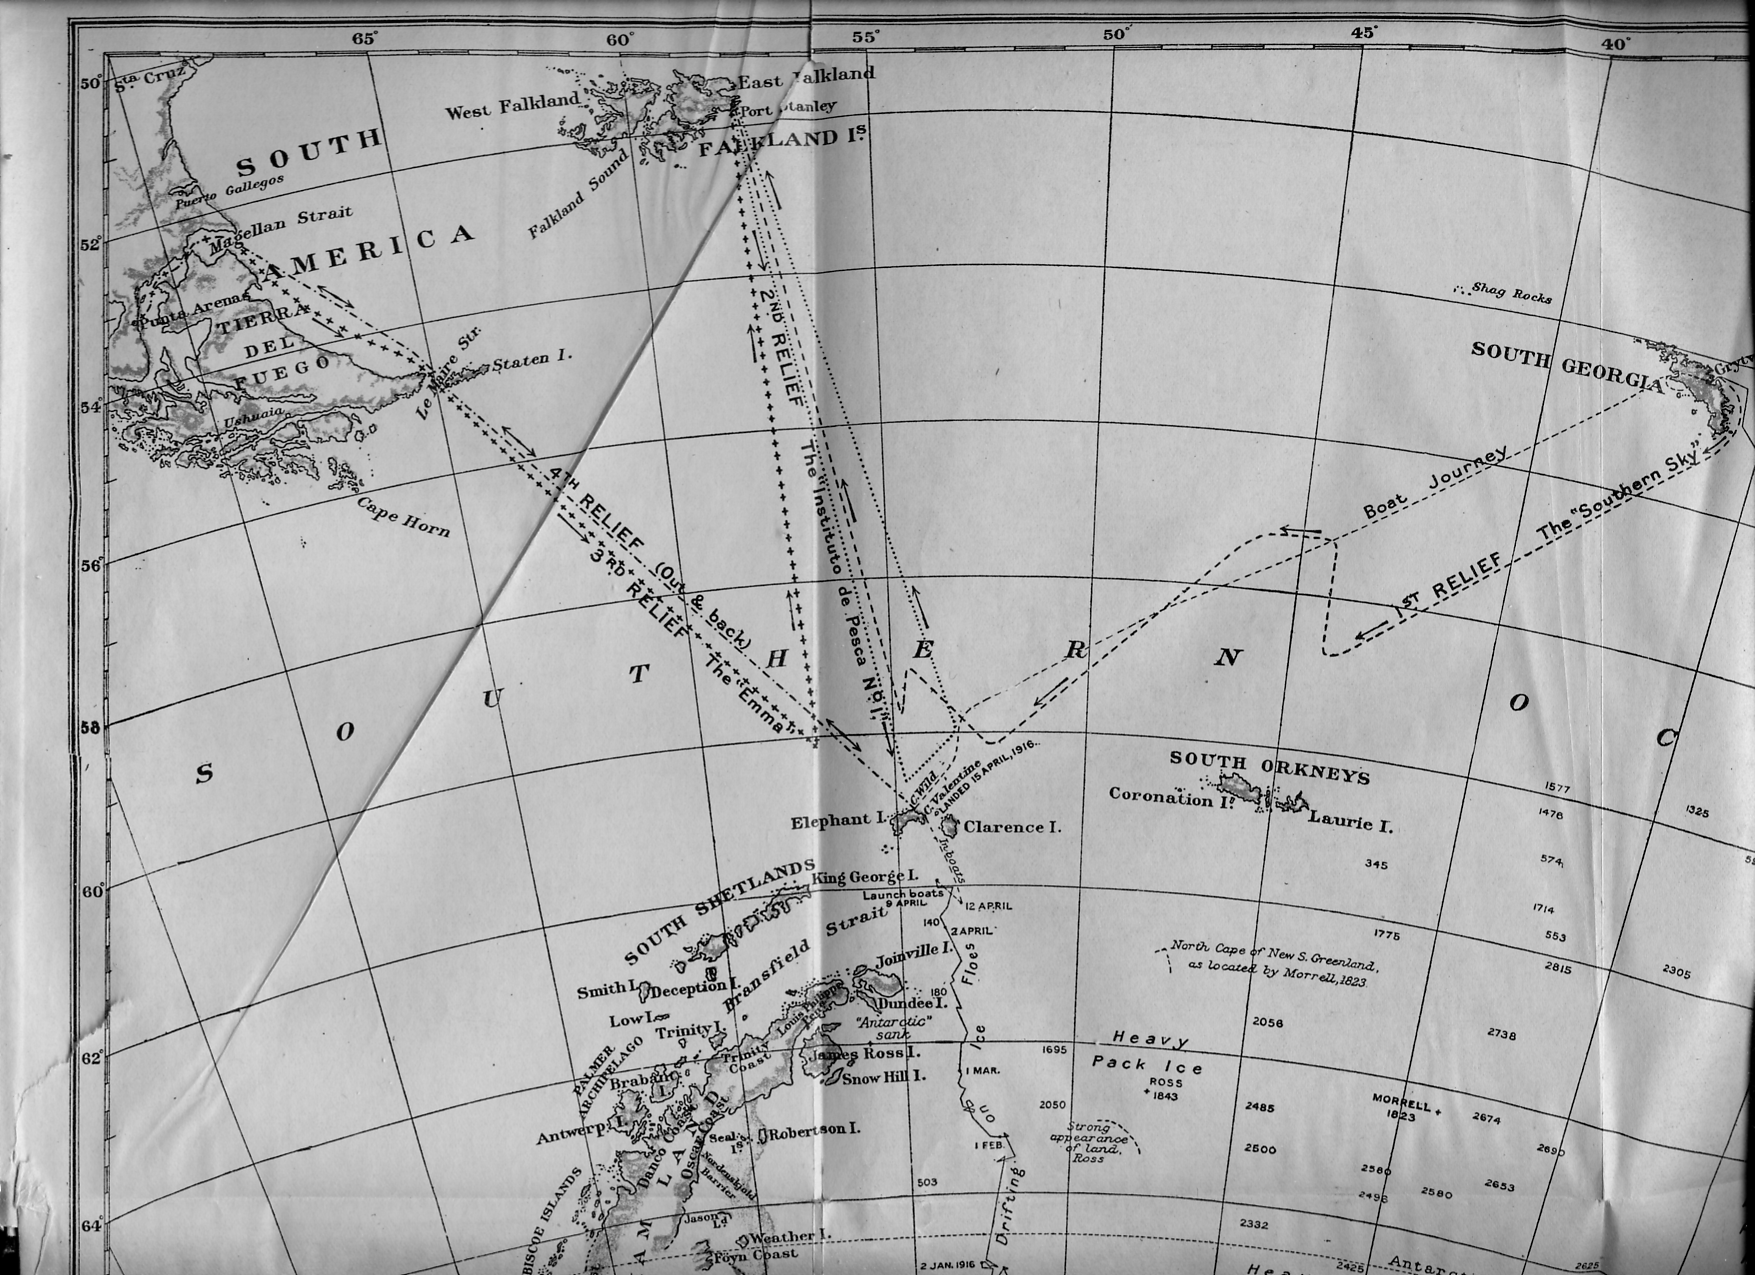 65°
60°
55°
50°
45°
40°
50°
Sta Cruz
West Falkland
East Falkland
Port Stanley
FALKLAND Is.
Falkland Sound
SOUTH
AMERICA
Puerto Gallegos
Magellan Strait
52°
Punta Arenas
TIERRA
DEL
FUEGO
Le Maire Str.
Staten I.
Ushuaia
Cape Horn
54°
56°
58°
60°
62°
64°
Shag Rocks
SOUTH GEORGIA
Boat Journey
1ST RELIEF The "Southern Sky"
2ND RELIEF The "Instituto de Pesca No 1,"
4TH RELIEF (Out & back)
3RD RELIEF The "Emma"
S O U T H E R N O C
SOUTH ORKNEYS
Coronation I.
Laurie I.
C. Wild
C. Valentine
LANDED 15 APRIL, 1916.
Elephant I.
Clarence I.
In boats
SOUTH SHETLANDS
King George I.
Launch boats
9 APRIL
12 APRIL
140
2 APRIL
Bransfield Strait
Smith I.
Deception I.
Low I.
Trinity I.
Joinville I.
Dundee I.
180
Louis Philippe
"Antarctic"
sank
PALMER
ARCHIPELAGO
Trinity
Coast
James Ross I.
Snow Hill I.
Brabant
I.
Antwerp I.
Danco Coast
Oscar Coast
Seal
Is.
Robertson I.
Nordenskjold
Barrier
BISCOE ISLANDS
Jason Ld
Weather I.
Foyn Coast
Drifting on Ice Floes
1 MAR.
1 FEB.
2 JAN. 1916
1577
1476
1325
574
345
1714
553
1775
2815
2305
North Cape of New S. Greenland,
as located by Morrell, 1823.
2056
2738
1695
Heavy
Pack Ice
ROSS
+ 1843
2050
2485
MORRELL +
1823
2674
Strong
appearance
of land,
Ross
2500
2690
2560
2653
2580
503
2332
2425
2625